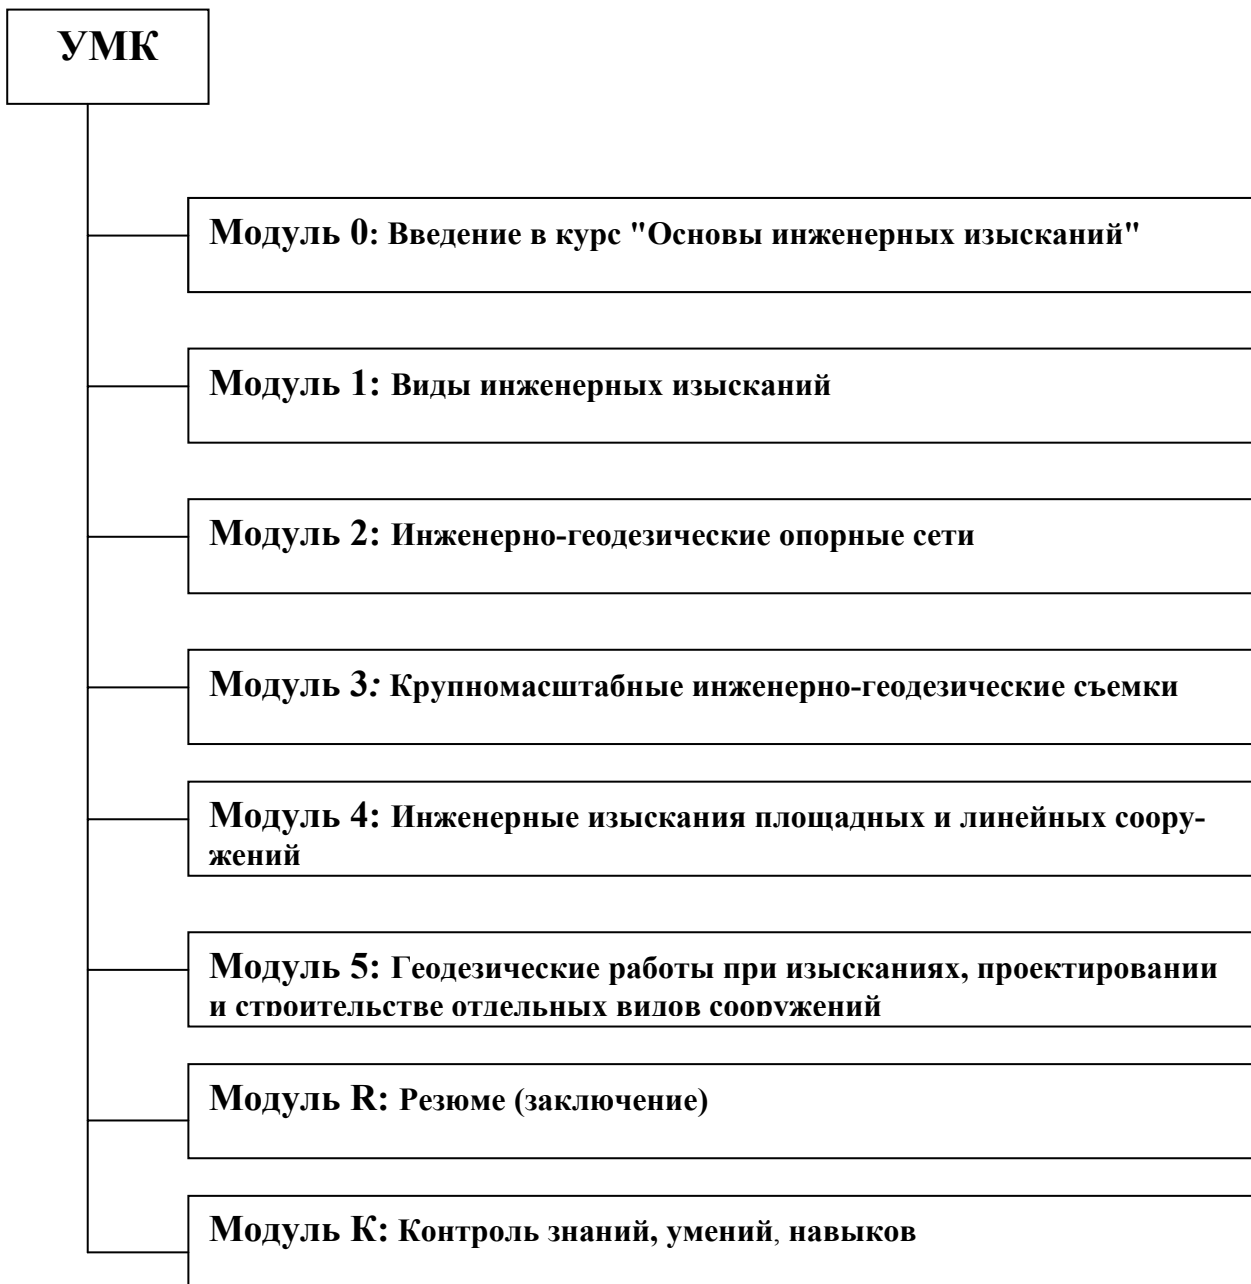 УМК
Модуль 0: Введение в курс "Основы инженерных изысканий"
Модуль 1: Виды инженерных изысканий
Модуль 2: Инженерно-геодезические опорные сети
Модуль 3: Крупномасштабные инженерно-геодезические съемки
Модуль 4: Инженерные изыскания площадных и линейных соору-
жений
Модуль 5: Геодезические работы при изысканиях, проектировании
и строительстве отдельных видов сооружений
Модуль R: Резюме (заключение)
Модуль К: Контроль знаний, умений, навыков